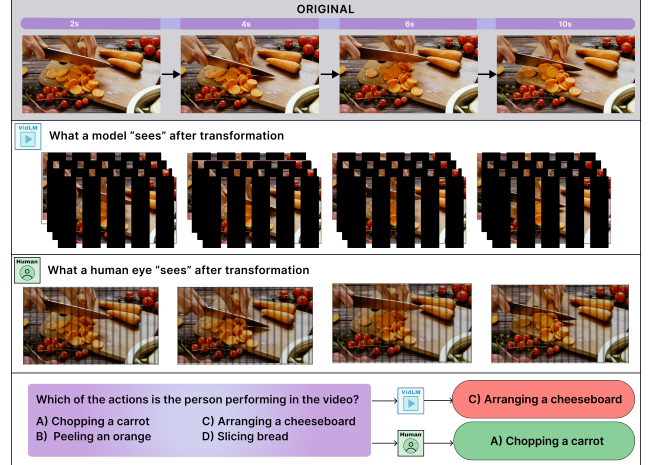 ORIGINAL
2s 4s 6s 10s
VidLM
What a model “sees” after transformation
Human
What a human eye “sees” after transformation
Which of the actions is the person performing in the video?
A) Chopping a carrot C) Arranging a cheeseboard
B) Peeling an orange D) Slicing bread
VidLM
C) Arranging a cheeseboard
Human
A) Chopping a carrot